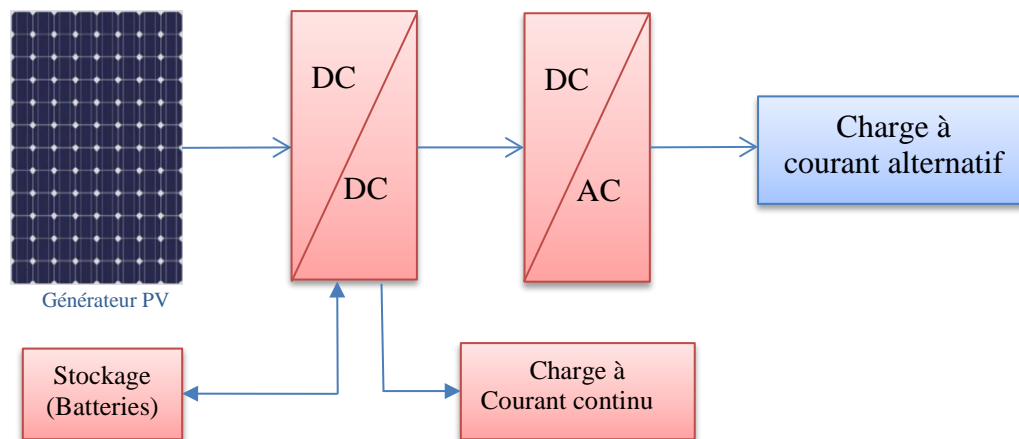 DC
DC
DC
AC
Charge à
courant alternatif
Générateur PV
Stockage
(Batteries)
Charge à
Courant continu